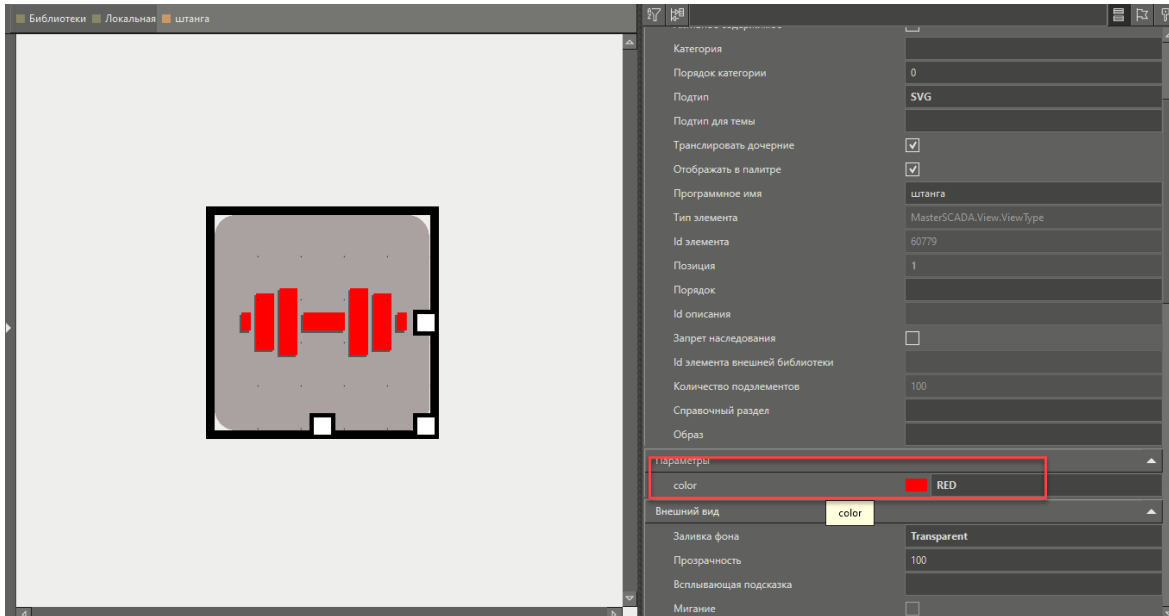 Библиотеки Локальная штанга
Категория
Порядок категории 0
Подтип SVG
Подтип для темы
Транслировать дочерние
Отображать в палитре
Программное имя штанга
Тип элемента MasterSCADA.View.ViewType
Id элемента 60779
Позиция 1
Порядок
Id описания
Запрет наследования
Id элемента внешней библиотеки
Количество подэлементов 100
Справочный раздел
Образ
Параметры
color RED
Внешний вид
color
Заливка фона Transparent
Прозрачность 100
Всплывающая подсказка
Мигание